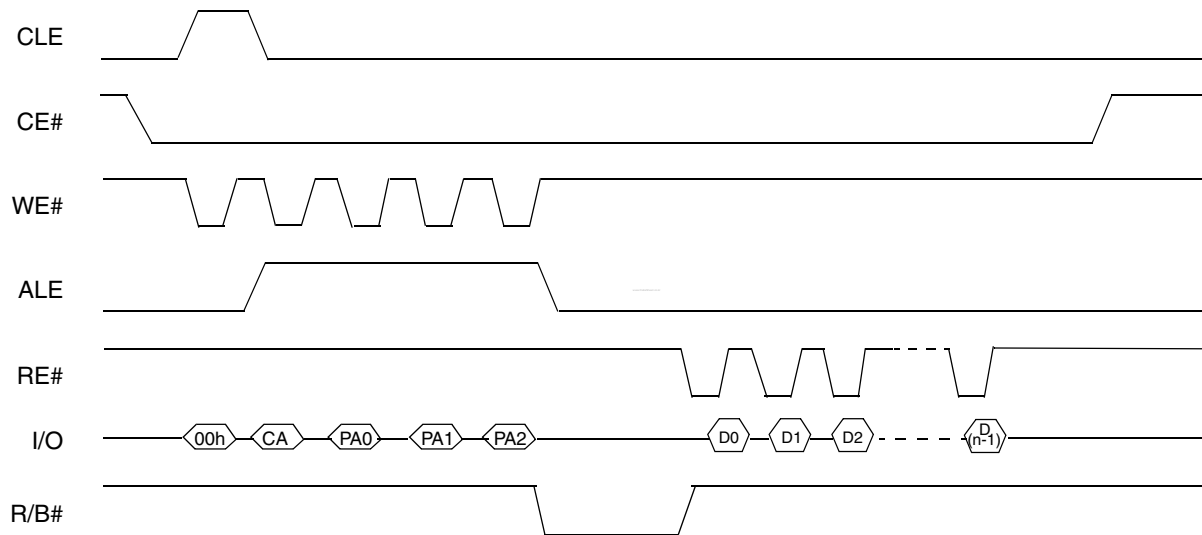 CLE
CE#
WE#
ALE
RE#
I/O 00h CA PA0 PA1 PA2 D0 D1 D2 D (n-1)
R/B#